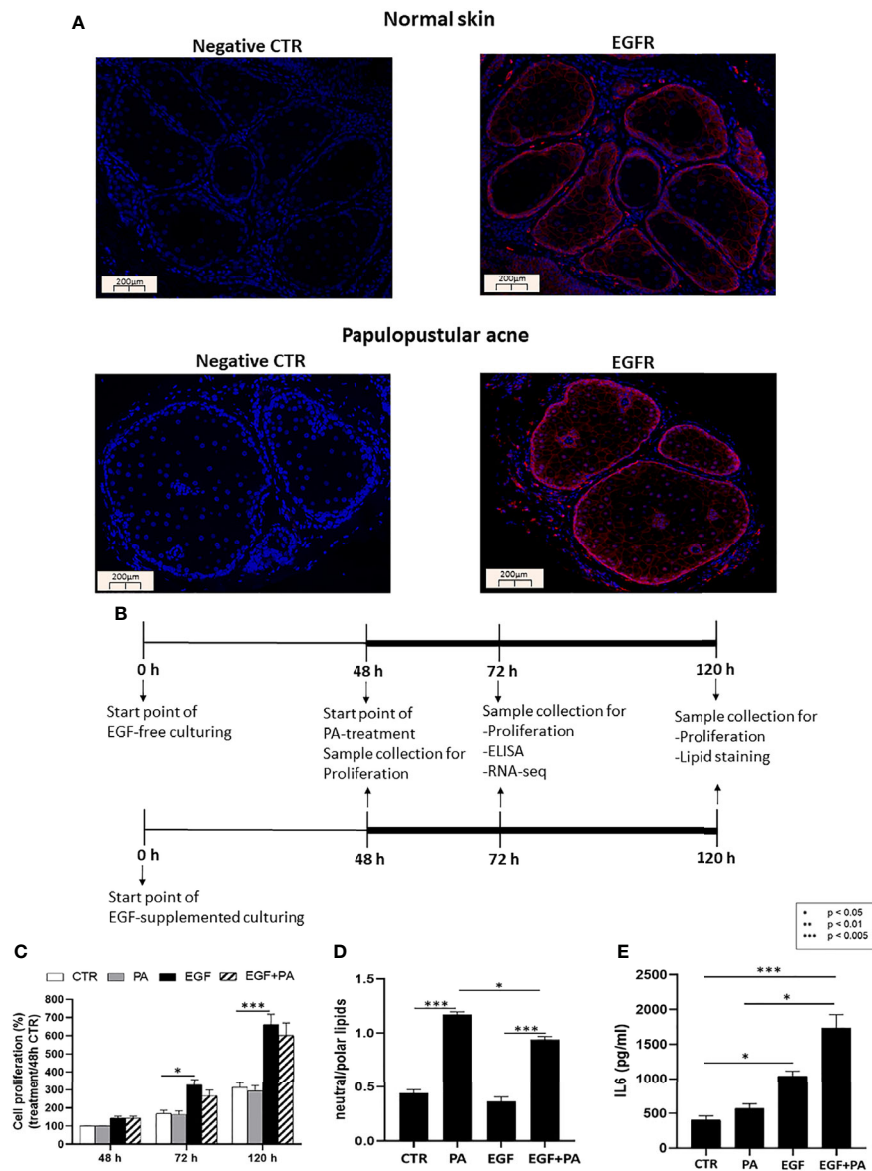 A
Normal skin
Negative CTR
EGFR
200µm
200µm
Papulopustular acne
Negative CTR
EGFR
200µm
200µm
B
0 h
48 h
72 h
120 h
Start point of
EGF-free culturing
Start point of
PA-treatment
Sample collection for
Proliferation
Sample collection for
-Proliferation
-ELISA
-RNA-seq
Sample collection for
-Proliferation
-Lipid staining
0 h
48 h
72 h
120 h
Start point of
EGF-supplemented culturing
* p < 0.05
** p < 0.01
*** p < 0.005
C
CTR PA EGF EGF+PA
Cell proliferation (%)
(treatment/48h CTR)
800
700
600
500
400
300
200
100
0
*
***
48 h 72 h 120 h
D
neutral/polar lipids
1.5
1.0
0.5
0.0
***
*
***
CTR PA EGF EGF+PA
E
IL6 (pg/ml)
2500
2000
1500
1000
500
0
***
*
*
CTR PA EGF EGF+PA